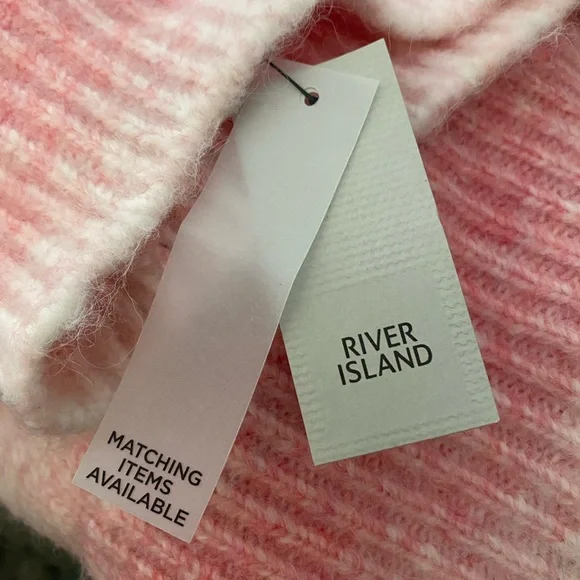 RIVER
ISLAND
MATCHING
ITEMS
AVAILABLE